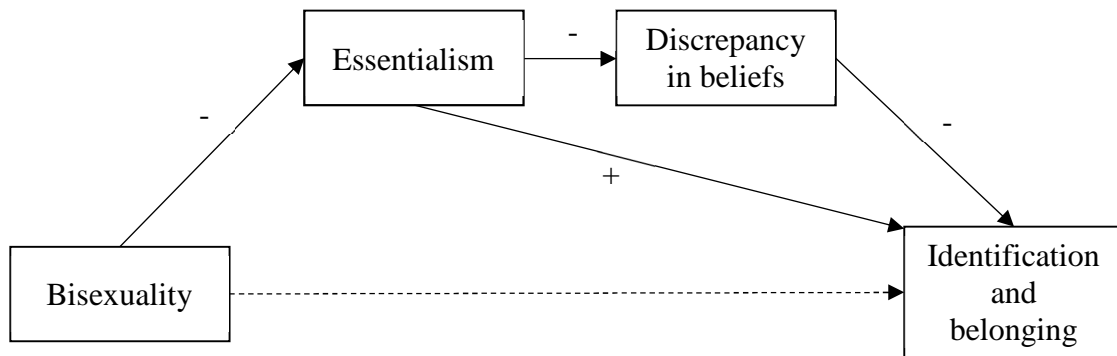 -
Essentialism
Discrepancy
in beliefs
-
-
+
Bisexuality
Identification
and
belonging